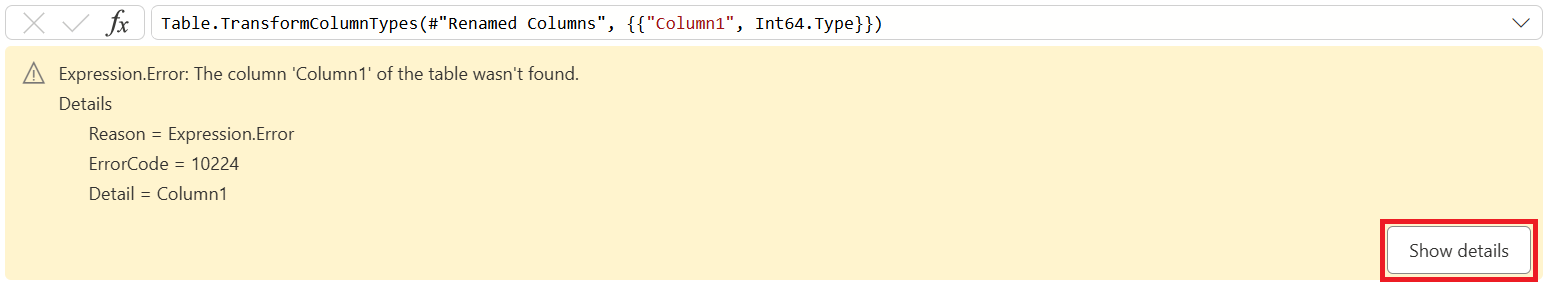 fx Table.TransformColumnTypes(#"Renamed Columns", {{"Column1", Int64.Type}})
Expression.Error: The column 'Column1' of the table wasn't found.
Details
Reason = Expression.Error
ErrorCode = 10224
Detail = Column1
Show details